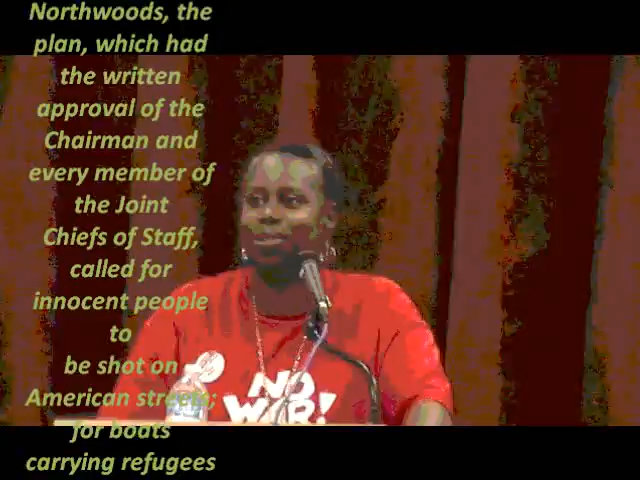 Northwoods, the
plan, which had
the written
approval of the
Chairman and
every member of
the Joint
Chiefs of Staff,
called for
innocent people
to
be shot on
American streets;
for boats
carrying refugees
NO
WAR!